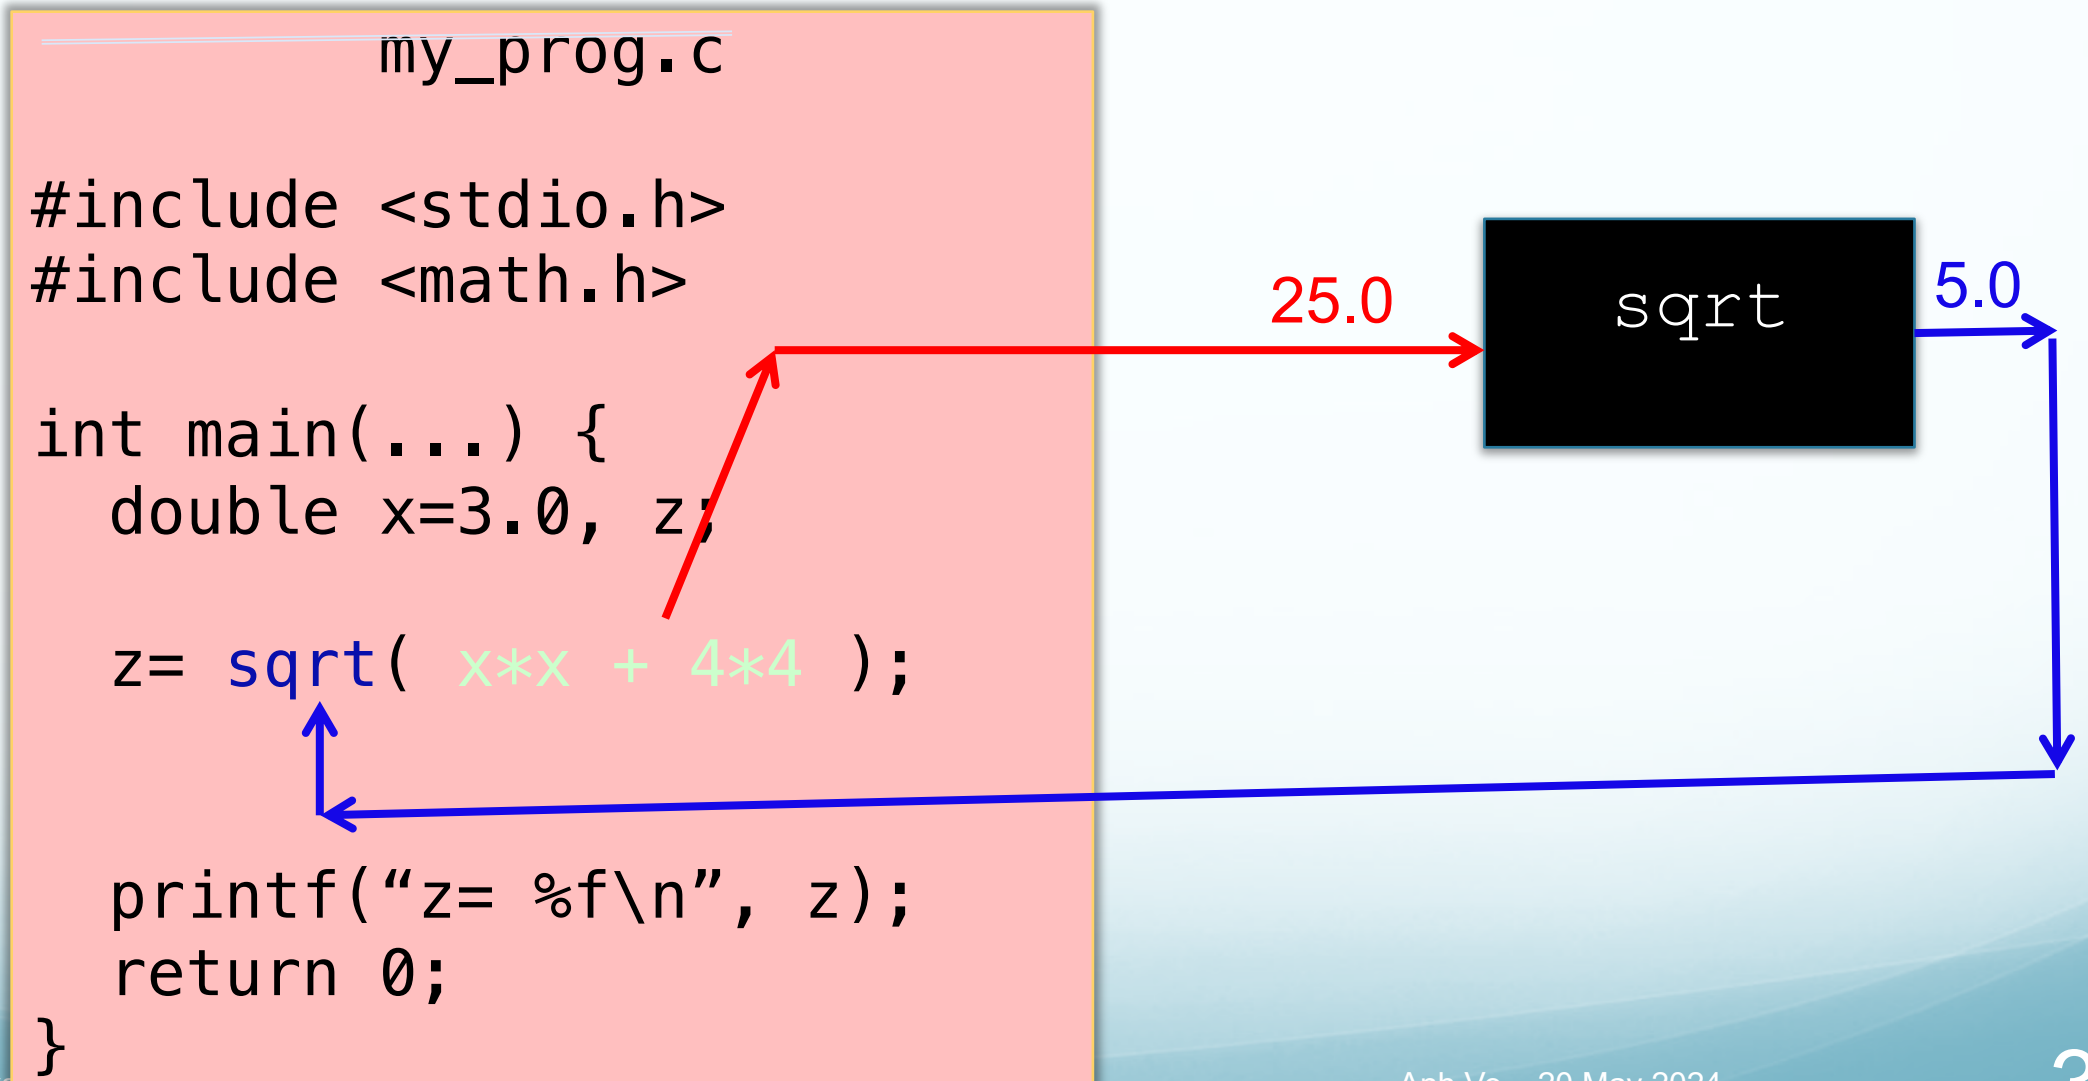 my_prog.c
#include <stdio.h>
#include <math.h>
int main(...) {
double x=3.0, z;
z= sqrt( x*x + 4*4 );
printf(“z= %f\n”, z);
return 0;
}
25.0
sqrt
5.0